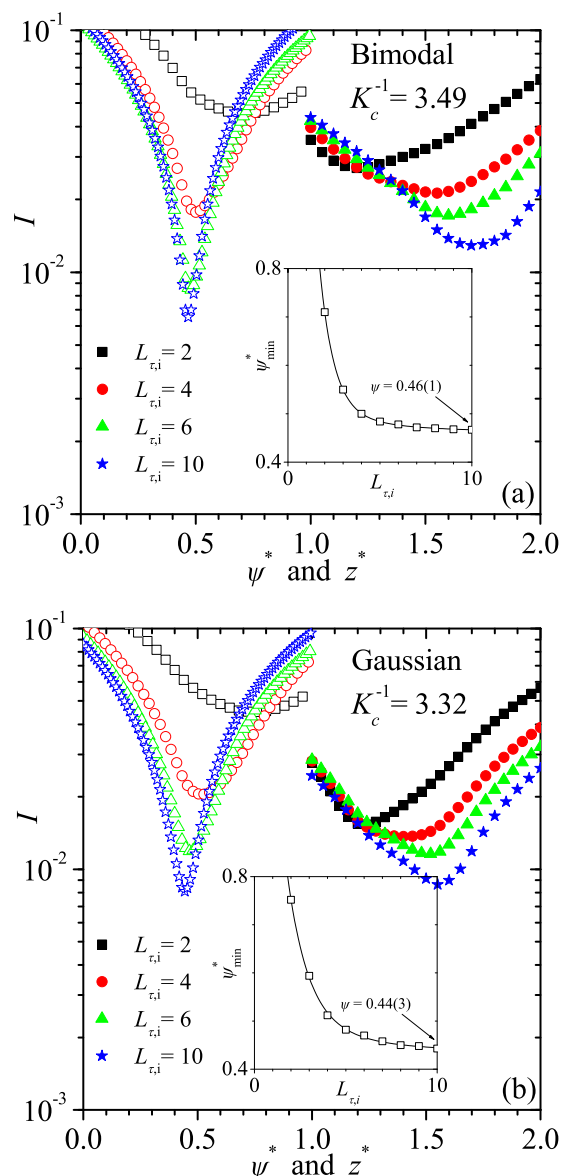 10⁻¹
Bimodal
K_c⁻¹ = 3.49
I
10⁻²
0.8
ψ*_min
ψ = 0.46(1)
0.4
0
10
L_τ,i
L_τ,i = 2
L_τ,i = 4
L_τ,i = 6
L_τ,i = 10
(a)
10⁻³
0.0 0.5 1.0 1.5 2.0
ψ* and z*
10⁻¹
Gaussian
K_c⁻¹ = 3.32
I
10⁻²
0.8
ψ*_min
ψ = 0.44(3)
0.4
0
10
L_τ,i
L_τ,i = 2
L_τ,i = 4
L_τ,i = 6
L_τ,i = 10
(b)
10⁻³
0.0 0.5 1.0 1.5 2.0
ψ* and z*